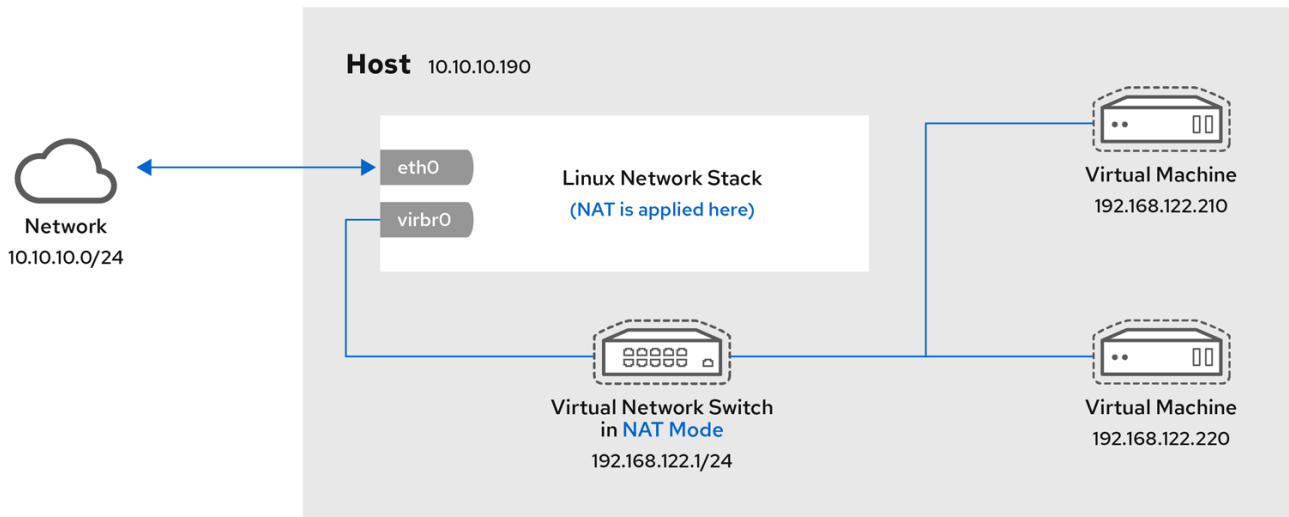 Host 10.10.10.190
eth0
Linux Network Stack
(NAT is applied here)
virbr0
Network
10.10.10.0/24
Virtual Machine
192.168.122.210
Virtual Network Switch
in NAT Mode
192.168.122.1/24
Virtual Machine
192.168.122.220